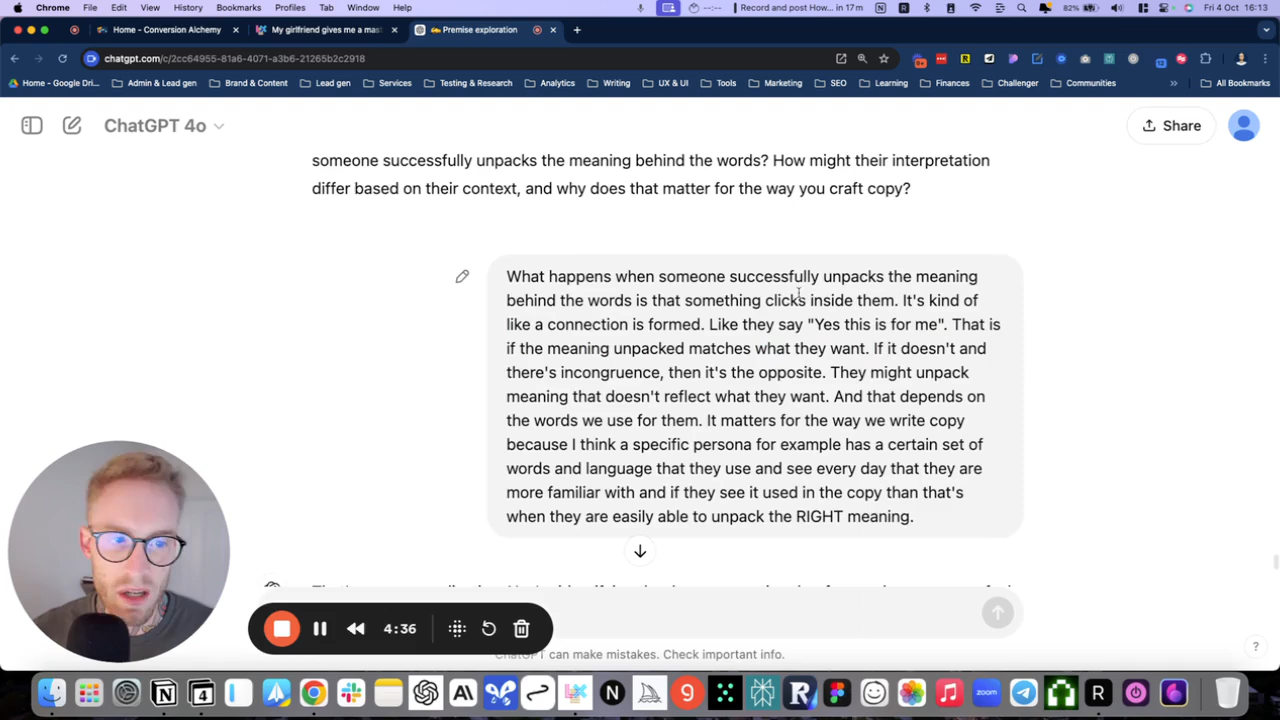 Chrome File Edit View History Bookmarks Profiles Tab Window Help
--:-- Record and post How... in 17 m 82% Fri 4 Oct 16:13
Home - Conversion Alchemy
My girlfriend gives me a mas
Premise exploration
chatgpt.com/c/2cc64955-81a6-4071-a3b6-21265b2c2918
Home - Google Dri... Admin & Lead gen Brand & Content Lead gen Services Testing & Research Analytics Writing UX & UI Tools Marketing SEO Learning Finances Challenger Communities » All Bookmarks
ChatGPT 4o
Share
someone successfully unpacks the meaning behind the words? How might their interpretation
differ based on their context, and why does that matter for the way you craft copy?
What happens when someone successfully unpacks the meaning
behind the words is that something clicks inside them. It's kind of
like a connection is formed. Like they say "Yes this is for me". That is
if the meaning unpacked matches what they want. If it doesn't and
there's incongruence, then it's the opposite. They might unpack
meaning that doesn't reflect what they want. And that depends on
the words we use for them. It matters for the way we write copy
because I think a specific persona for example has a certain set of
words and language that they use and see every day that they are
more familiar with and if they see it used in the copy than that's
when they are easily able to unpack the RIGHT meaning.
4:36
ChatGPT can make mistakes. Check important info.
?